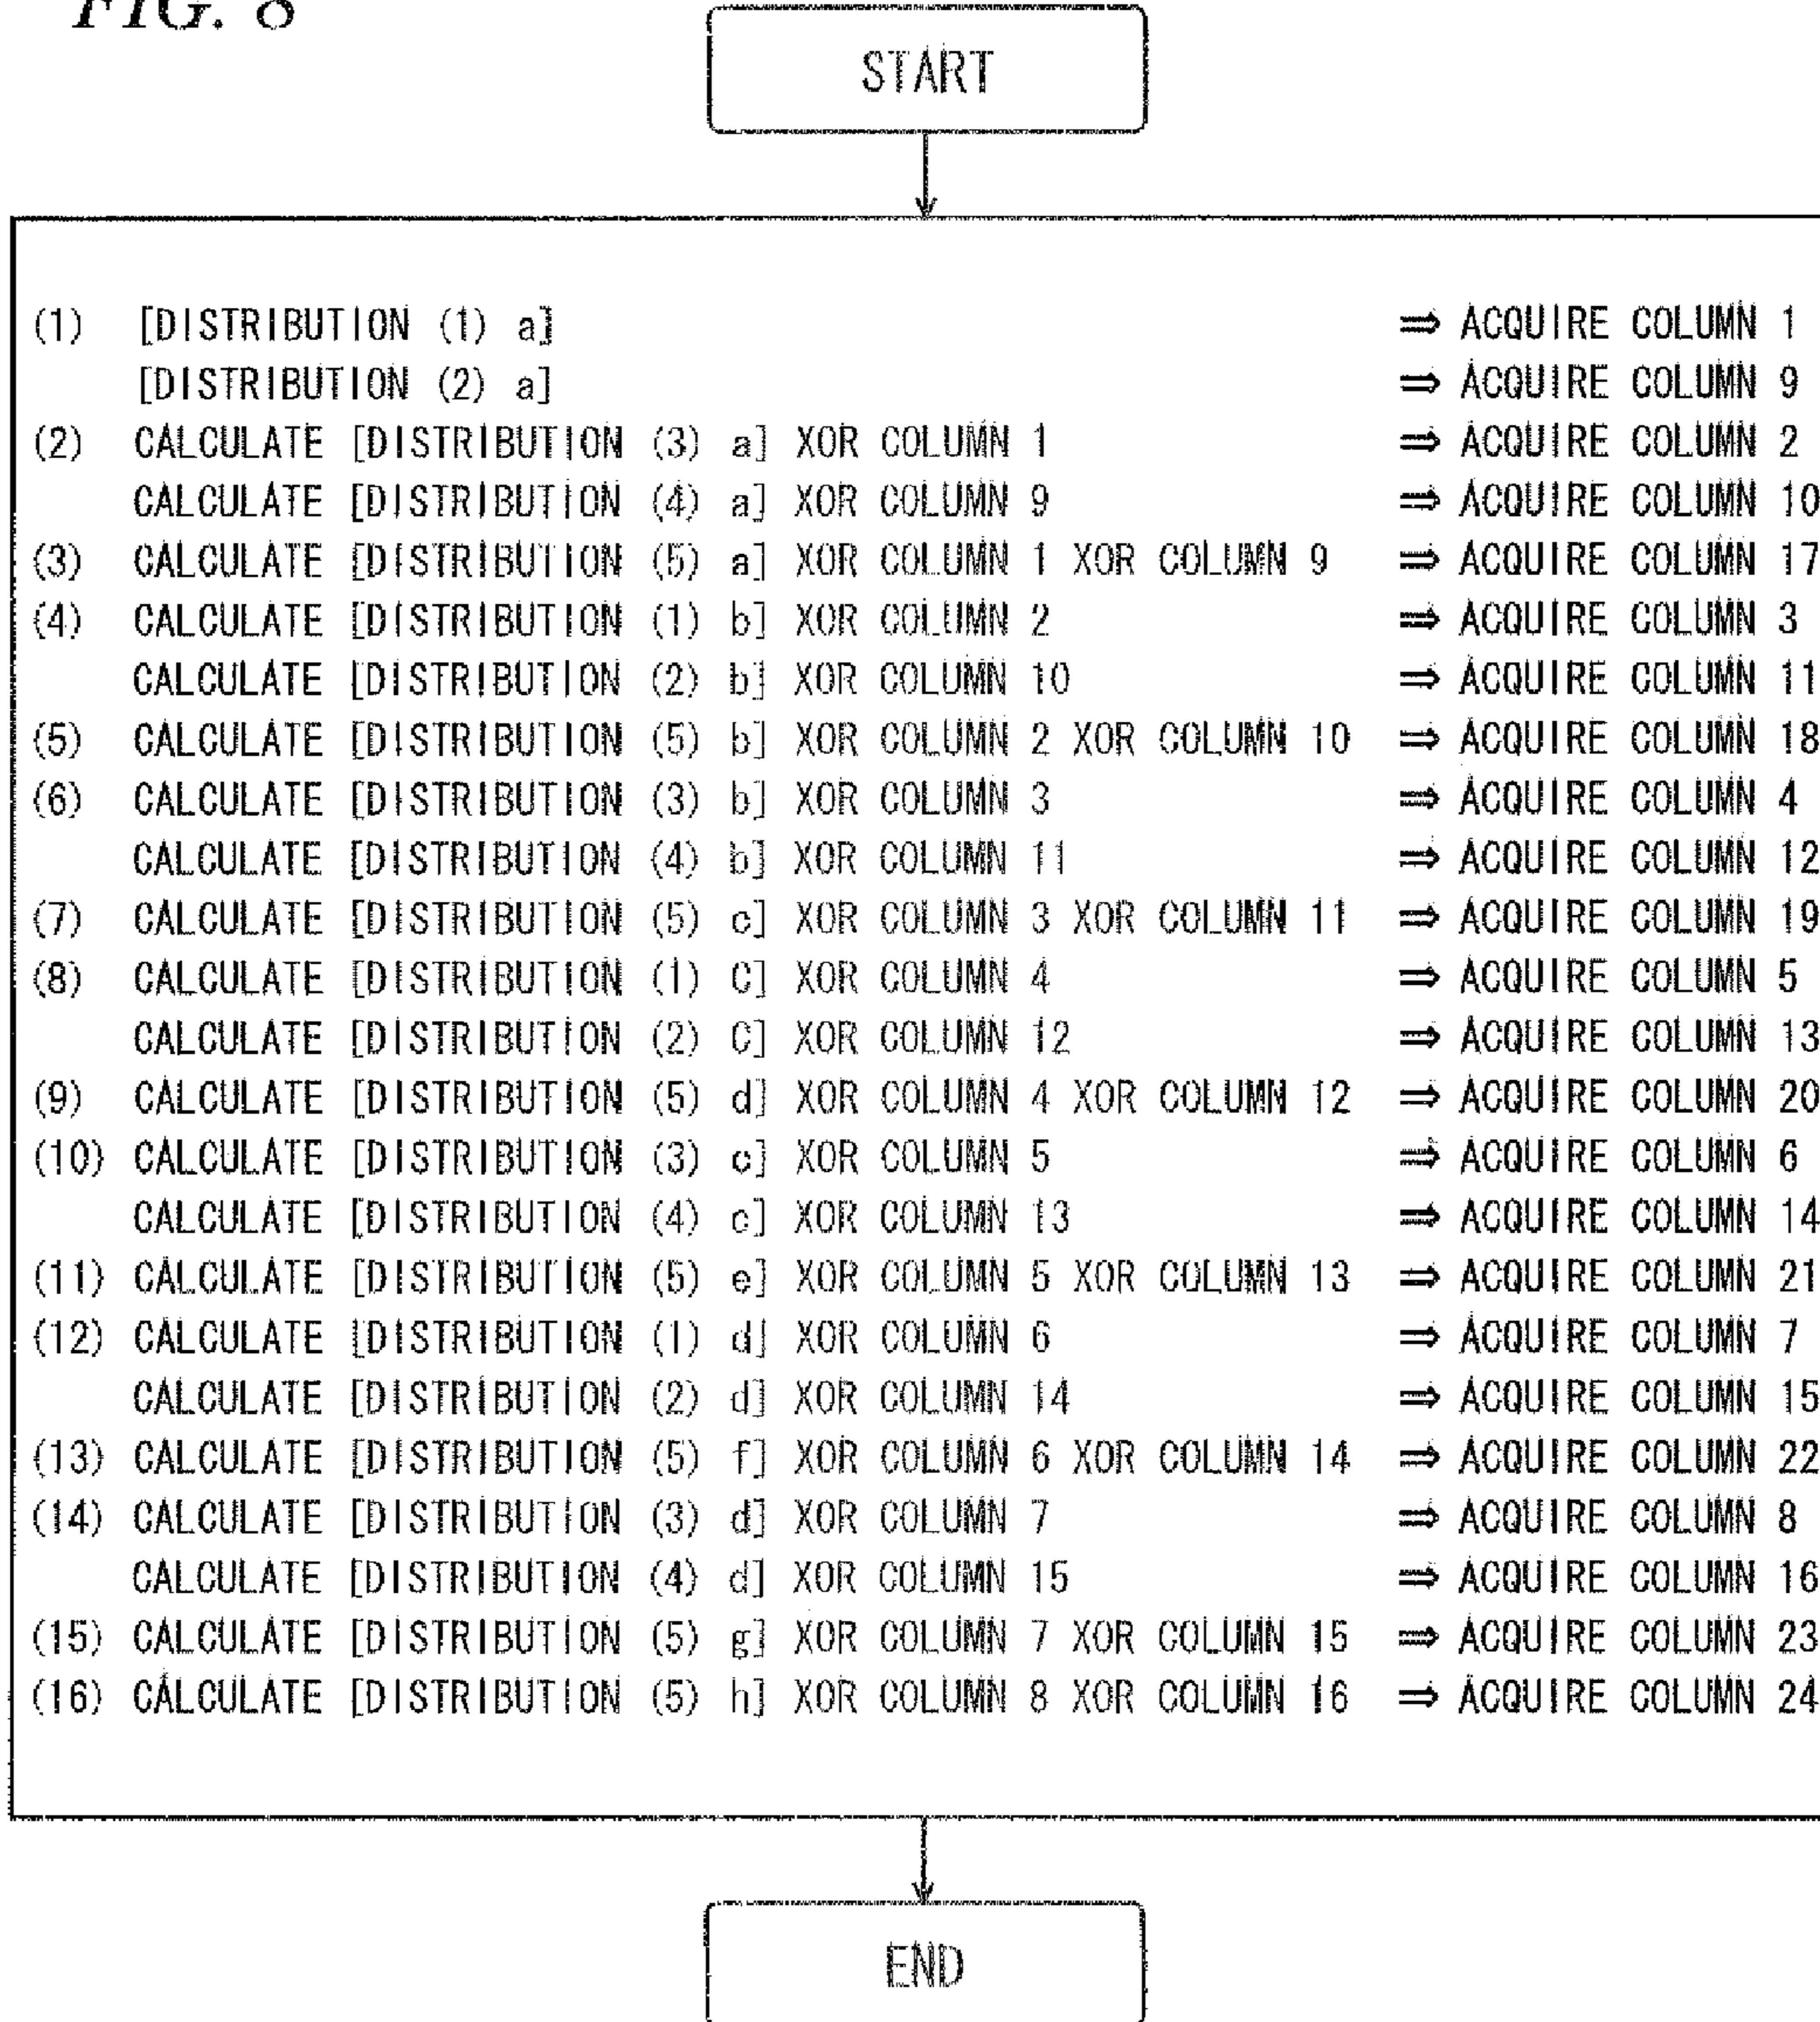 FIG. 8
START
(1) [DISTRIBUTION (1) a] ⇒ ACQUIRE COLUMN 1
[DISTRIBUTION (2) a] ⇒ ACQUIRE COLUMN 9
(2) CALCULATE [DISTRIBUTION (3) a] XOR COLUMN 1 ⇒ ACQUIRE COLUMN 2
CALCULATE [DISTRIBUTION (4) a] XOR COLUMN 9 ⇒ ACQUIRE COLUMN 10
(3) CALCULATE [DISTRIBUTION (5) a] XOR COLUMN 1 XOR COLUMN 9 ⇒ ACQUIRE COLUMN 17
(4) CALCULATE [DISTRIBUTION (1) b] XOR COLUMN 2 ⇒ ACQUIRE COLUMN 3
CALCULATE [DISTRIBUTION (2) b] XOR COLUMN 10 ⇒ ACQUIRE COLUMN 11
(5) CALCULATE [DISTRIBUTION (5) b] XOR COLUMN 2 XOR COLUMN 10 ⇒ ACQUIRE COLUMN 18
(6) CALCULATE [DISTRIBUTION (3) b] XOR COLUMN 3 ⇒ ACQUIRE COLUMN 4
CALCULATE [DISTRIBUTION (4) b] XOR COLUMN 11 ⇒ ACQUIRE COLUMN 12
(7) CALCULATE [DISTRIBUTION (5) c] XOR COLUMN 3 XOR COLUMN 11 ⇒ ACQUIRE COLUMN 19
(8) CALCULATE [DISTRIBUTION (1) C] XOR COLUMN 4 ⇒ ACQUIRE COLUMN 5
CALCULATE [DISTRIBUTION (2) C] XOR COLUMN 12 ⇒ ACQUIRE COLUMN 13
(9) CALCULATE [DISTRIBUTION (5) d] XOR COLUMN 4 XOR COLUMN 12 ⇒ ACQUIRE COLUMN 20
(10) CALCULATE [DISTRIBUTION (3) c] XOR COLUMN 5 ⇒ ACQUIRE COLUMN 6
CALCULATE [DISTRIBUTION (4) c] XOR COLUMN 13 ⇒ ACQUIRE COLUMN 14
(11) CALCULATE [DISTRIBUTION (5) e] XOR COLUMN 5 XOR COLUMN 13 ⇒ ACQUIRE COLUMN 21
(12) CALCULATE [DISTRIBUTION (1) d] XOR COLUMN 6 ⇒ ACQUIRE COLUMN 7
CALCULATE [DISTRIBUTION (2) d] XOR COLUMN 14 ⇒ ACQUIRE COLUMN 15
(13) CALCULATE [DISTRIBUTION (5) f] XOR COLUMN 6 XOR COLUMN 14 ⇒ ACQUIRE COLUMN 22
(14) CALCULATE [DISTRIBUTION (3) d] XOR COLUMN 7 ⇒ ACQUIRE COLUMN 8
CALCULATE [DISTRIBUTION (4) d] XOR COLUMN 15 ⇒ ACQUIRE COLUMN 16
(15) CALCULATE [DISTRIBUTION (5) g] XOR COLUMN 7 XOR COLUMN 15 ⇒ ACQUIRE COLUMN 23
(16) CALCULATE [DISTRIBUTION (5) h] XOR COLUMN 8 XOR COLUMN 16 ⇒ ACQUIRE COLUMN 24
END